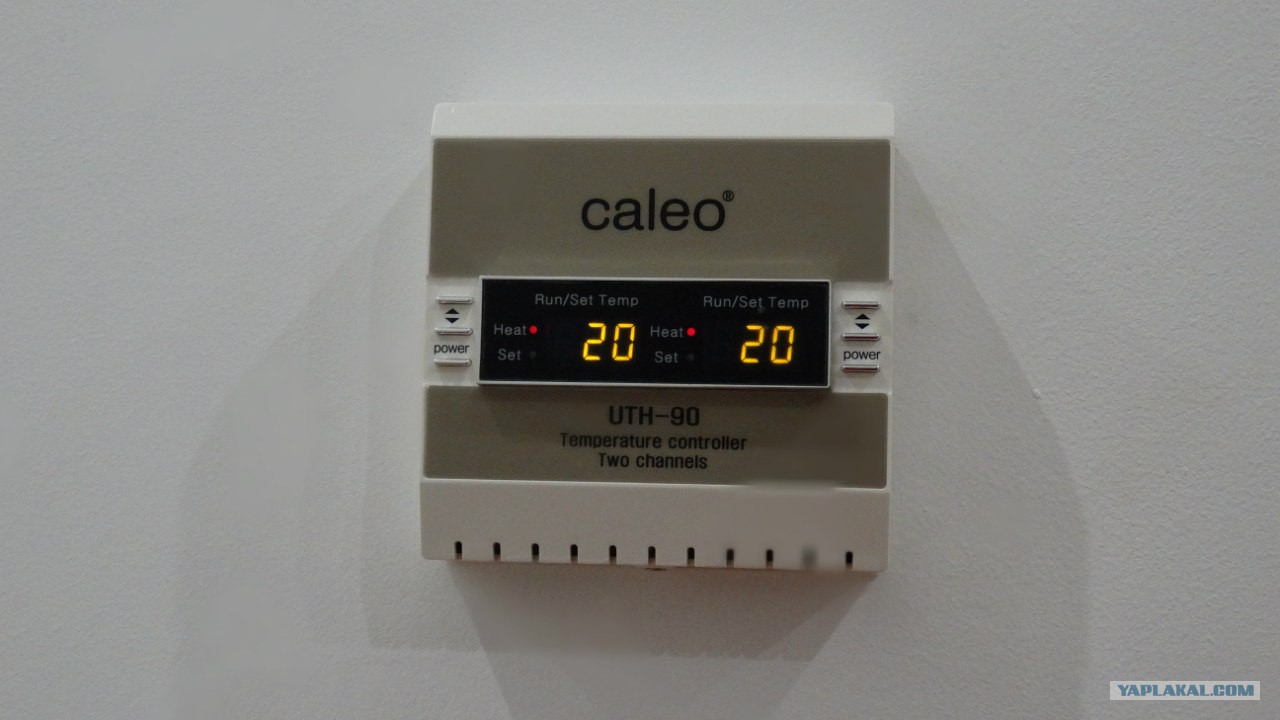 caleo®
Run/Set Temp Run/Set Temp
Heat 20 Heat 20
Set Set
power power
UTH-90
Temperature controller
Two channels
YAPLAKAL.COM